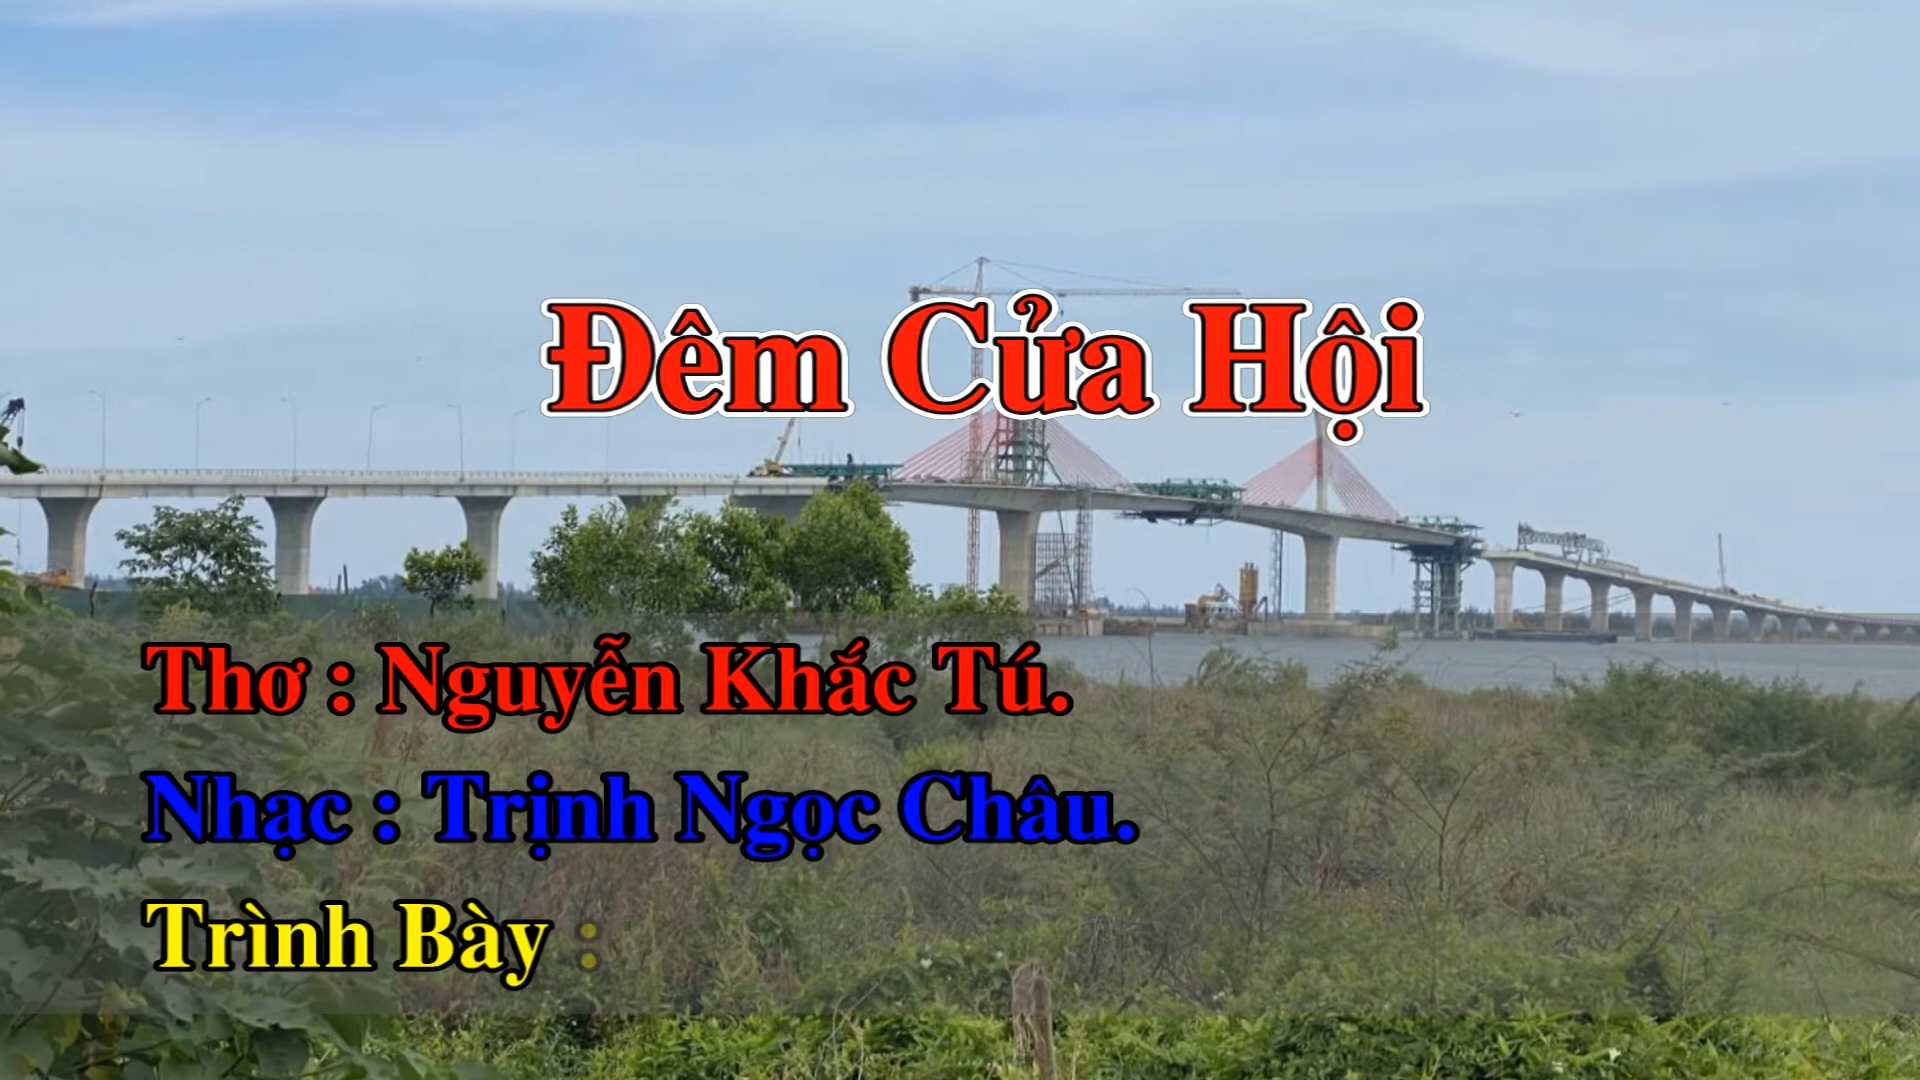 Đêm Cửa Hội
Thơ : Nguyễn Khắc Tú.
Nhạc : Trịnh Ngọc Châu.
Trình Bày :